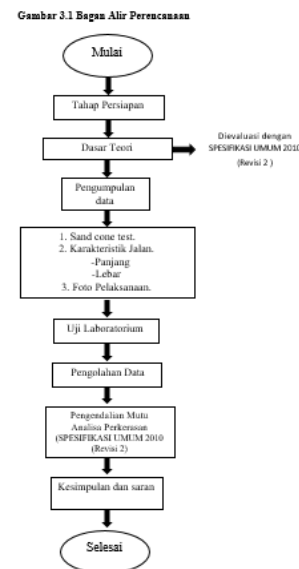 Gambar 3.1 Bagan Alir Perencanaan
Mulai
Tahap Persiapan
Dasar Teori
Dievaluasi dengan
SPESIFIKASI UMUM 2010
(Revisi 2 )
Pengumpulan
data
1. Sand cone test.
2. Karakteristik Jalan.
-Panjang
-Lebar
3. Foto Pelaksanaan.
Uji Laboratorium
Pengolahan Data
Pengendalian Mutu
Analisa Perkerasan
(SPESIFIKASI UMUM 2010
(Revisi 2)
Kesimpulan dan saran
Selesai